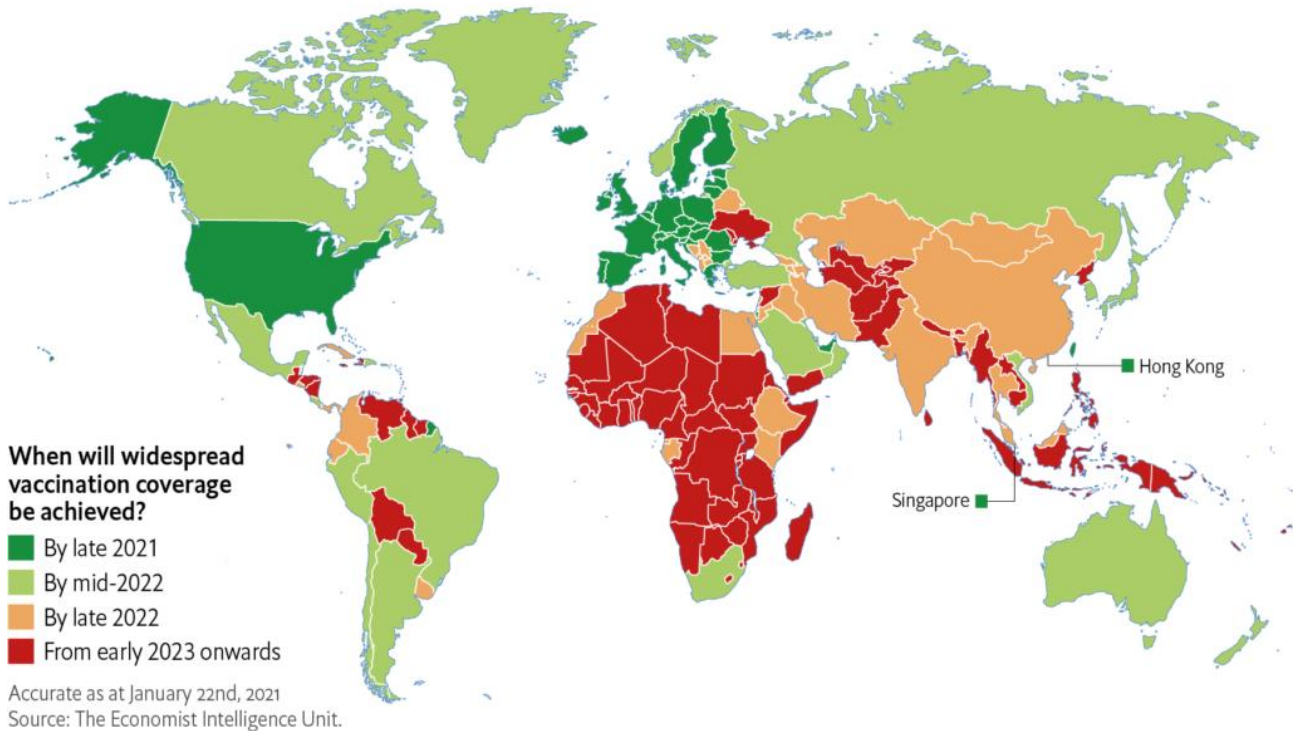 Hong Kong
Singapore
When will widespread
vaccination coverage
be achieved?
By late 2021
By mid-2022
By late 2022
From early 2023 onwards
Accurate as at January 22nd, 2021
Source: The Economist Intelligence Unit.